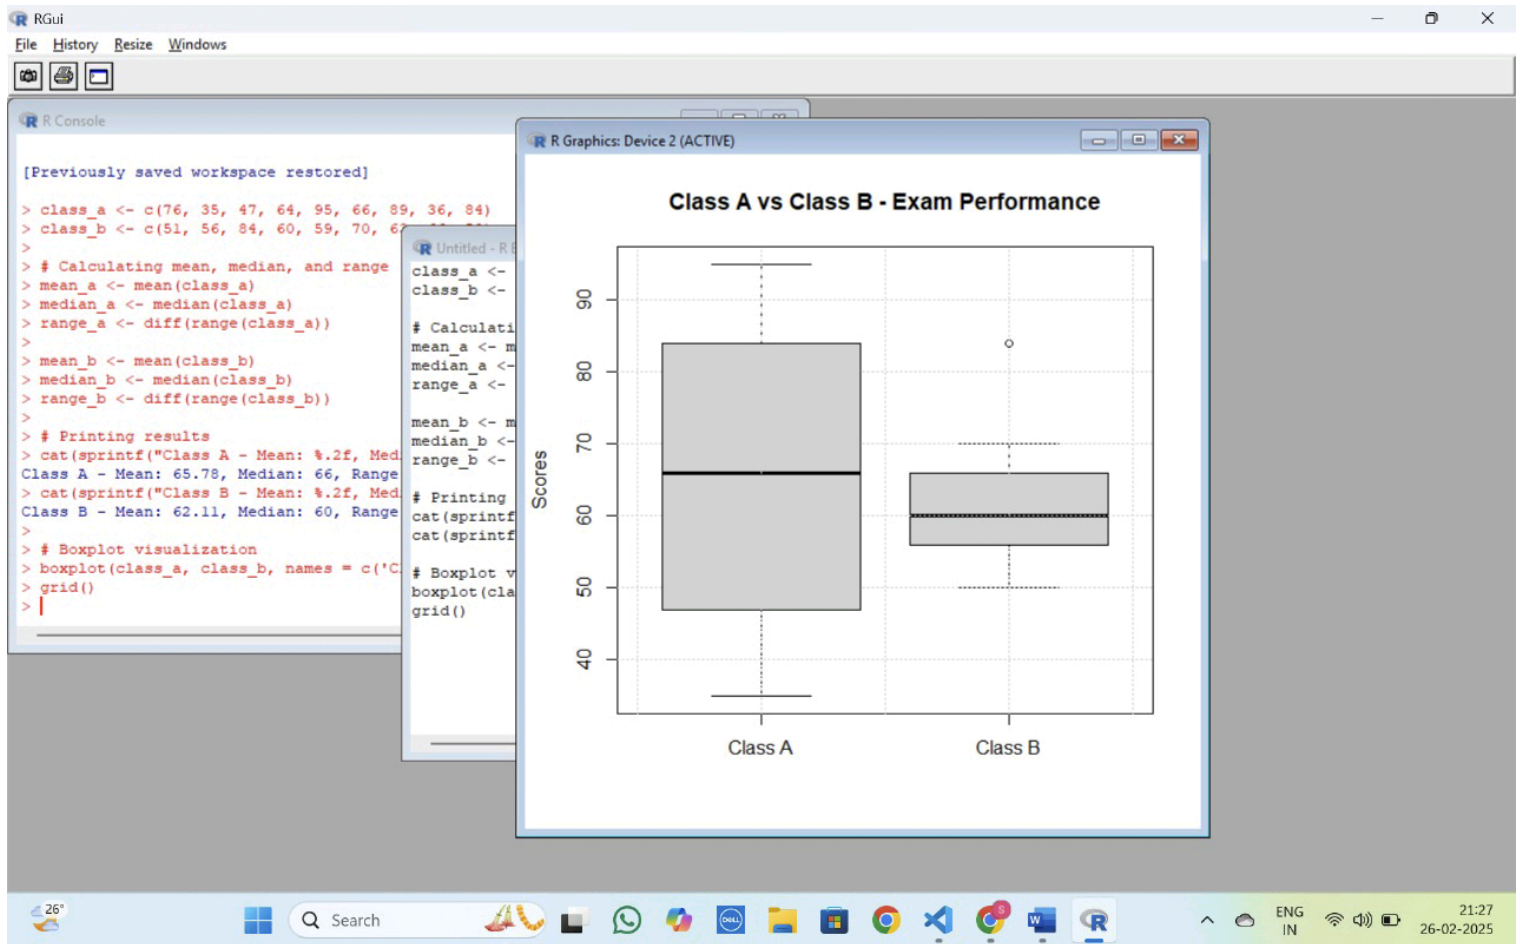 RGui
File History Resize Windows
R Console
[Previously saved workspace restored]
> class_a <- c(76, 35, 47, 64, 95, 66, 89, 36, 84)
> class_b <- c(51, 56, 84, 60, 59, 70, 6
>
> # Calculating mean, median, and range
> mean_a <- mean(class_a)
> median_a <- median(class_a)
> range_a <- diff(range(class_a))
>
> mean_b <- mean(class_b)
> median_b <- median(class_b)
> range_b <- diff(range(class_b))
>
> # Printing results
> cat(sprintf("Class A - Mean: %.2f, Med
Class A - Mean: 65.78, Median: 66, Range
> cat(sprintf("Class B - Mean: %.2f, Med
Class B - Mean: 62.11, Median: 60, Range
>
> # Boxplot visualization
> boxplot(class_a, class_b, names = c('C
> grid()
>
Untitled - R E
class_a <-
class_b <-
# Calculati
mean_a <- m
median_a <-
range_a <-
mean_b <- m
median_b <-
range_b <-
# Printing
cat(sprintf
cat(sprintf
# Boxplot v
boxplot(cla
grid()
R Graphics: Device 2 (ACTIVE)
Class A vs Class B - Exam Performance
Scores
90
80
70
60
50
40
Class A
Class B
26°
Search
DELL
S
ENG
IN
21:27
26-02-2025